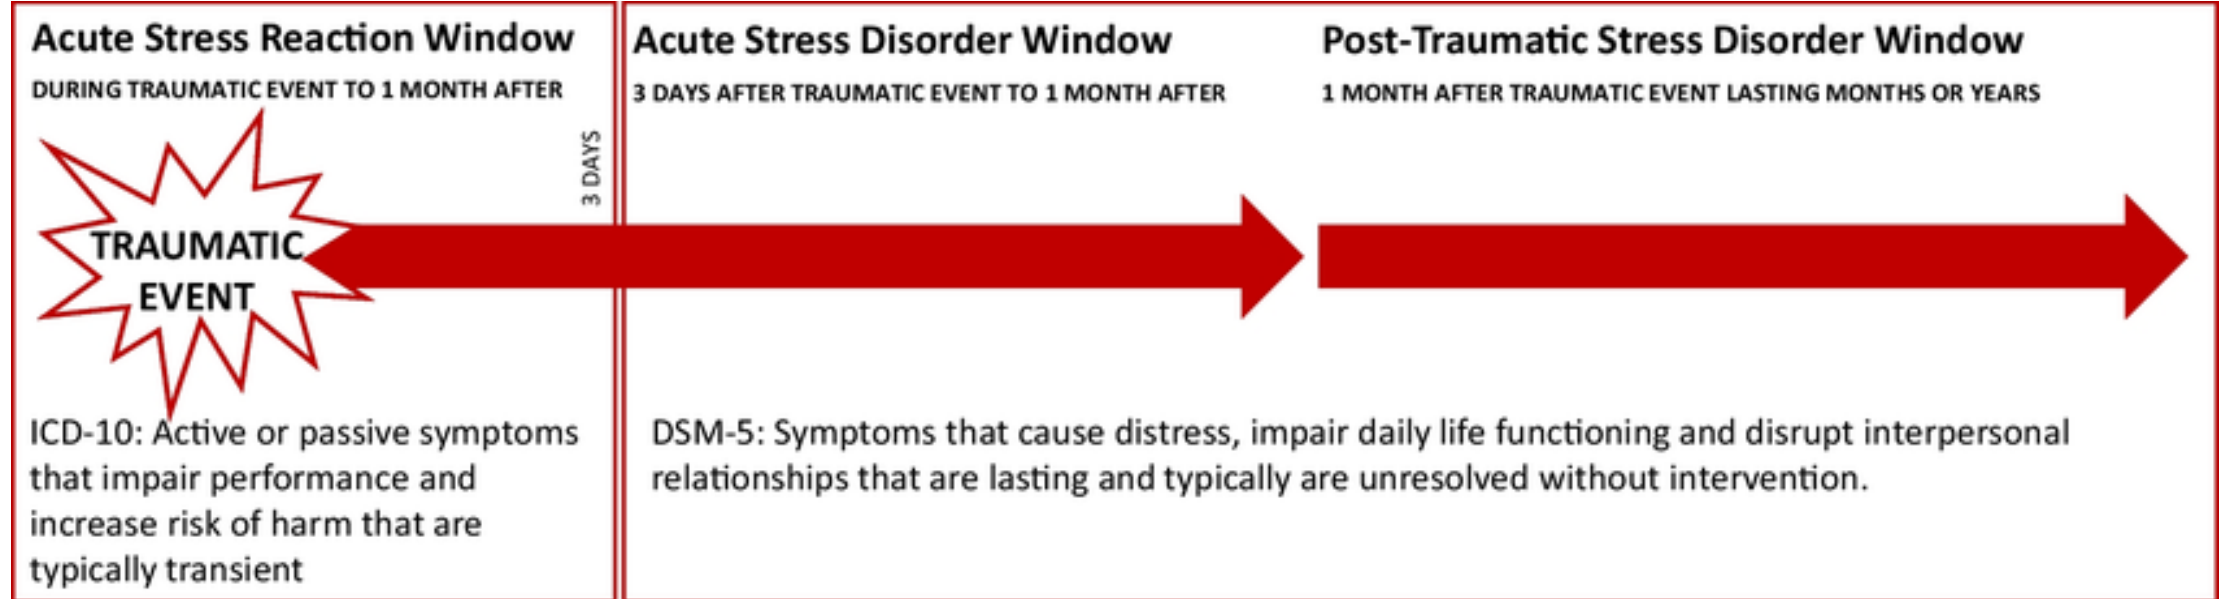 Acute Stress Reaction Window
DURING TRAUMATIC EVENT TO 1 MONTH AFTER
3 DAYS
TRAUMATIC
EVENT
ICD-10: Active or passive symptoms
that impair performance and
increase risk of harm that are
typically transient
Acute Stress Disorder Window
3 DAYS AFTER TRAUMATIC EVENT TO 1 MONTH AFTER
Post-Traumatic Stress Disorder Window
1 MONTH AFTER TRAUMATIC EVENT LASTING MONTHS OR YEARS
DSM-5: Symptoms that cause distress, impair daily life functioning and disrupt interpersonal
relationships that are lasting and typically are unresolved without intervention.